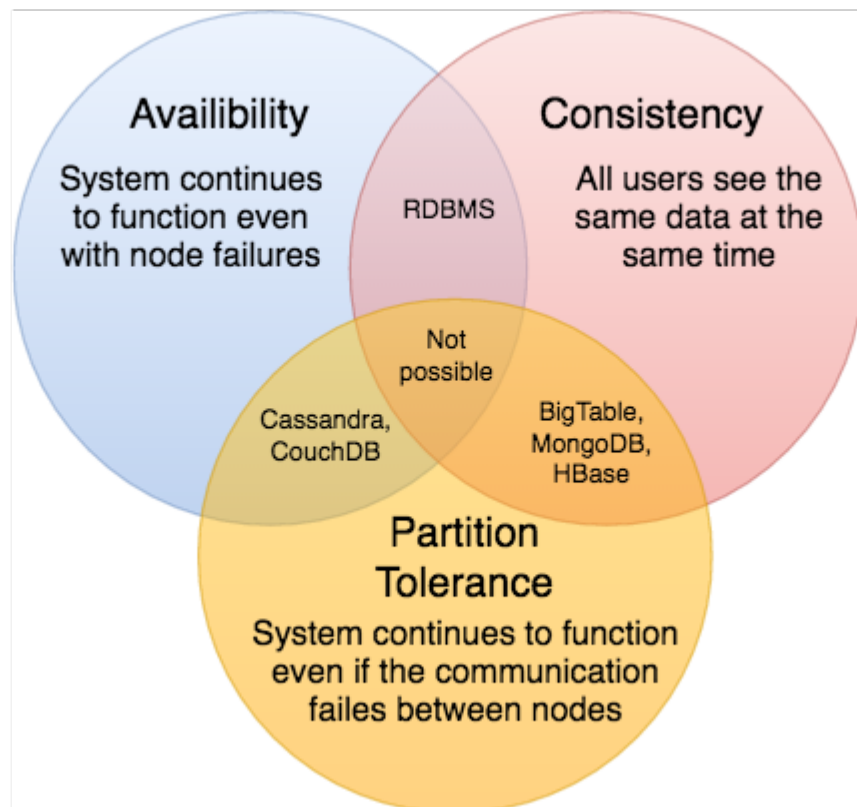 Availibility
System continues
to function even
with node failures
Consistency
All users see the
same data at the
same time
RDBMS
Not
possible
Cassandra,
CouchDB
BigTable,
MongoDB,
HBase
Partition
Tolerance
System continues to function
even if the communication
failes between nodes